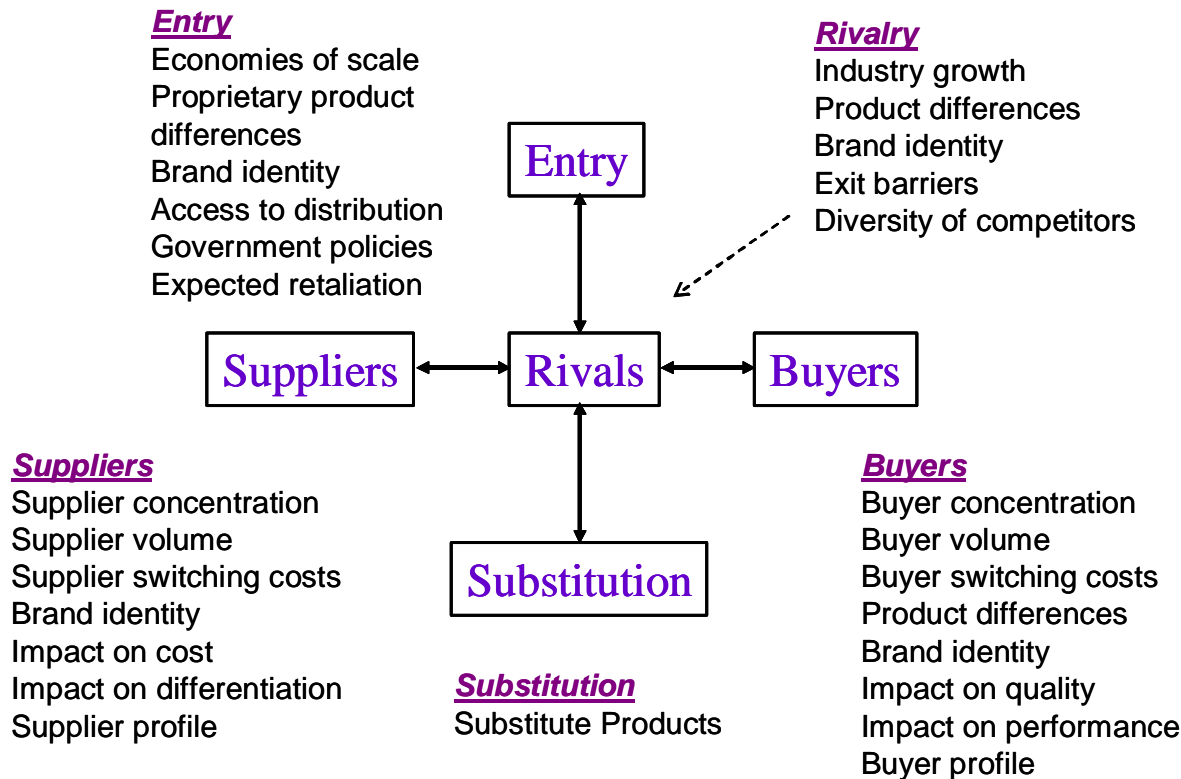 Entry
Economies of scale
Proprietary product
differences
Brand identity
Access to distribution
Government policies
Expected retaliation
Rivalry
Industry growth
Product differences
Brand identity
Exit barriers
Diversity of competitors
Entry
Suppliers
Rivals
Buyers
Substitution
Suppliers
Supplier concentration
Supplier volume
Supplier switching costs
Brand identity
Impact on cost
Impact on differentiation
Supplier profile
Substitution
Substitute Products
Buyers
Buyer concentration
Buyer volume
Buyer switching costs
Product differences
Brand identity
Impact on quality
Impact on performance
Buyer profile